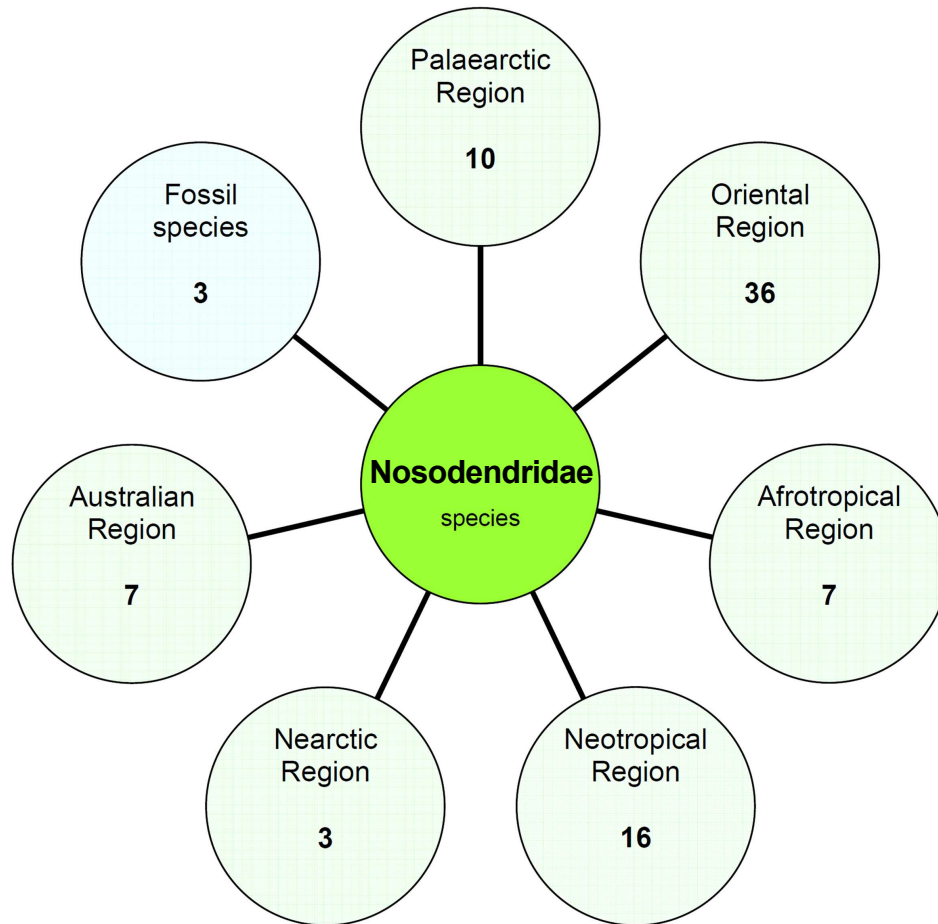 Palaearctic
Region
10
Oriental
Region
36
Afrotropical
Region
7
Neotropical
Region
16
Nearctic
Region
3
Australian
Region
7
Fossil
species
3
Nosodendridae
species